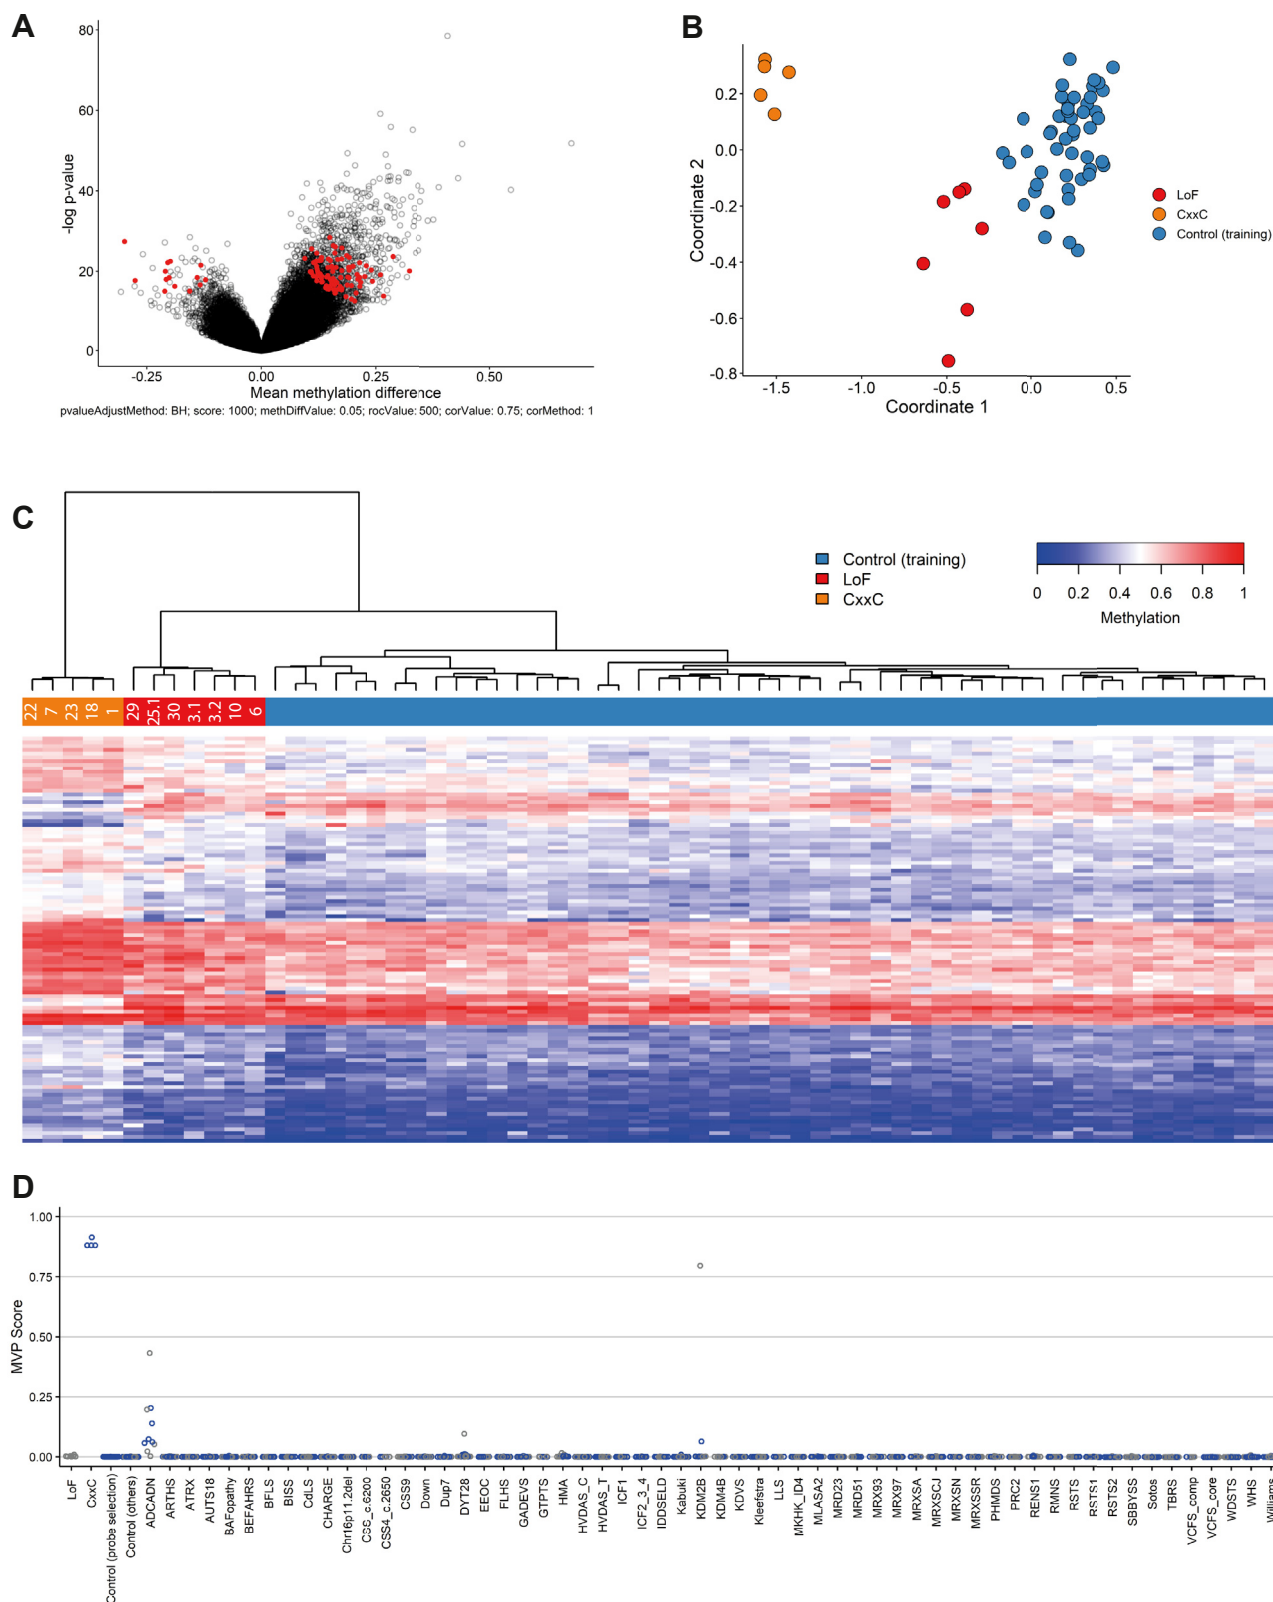 A
80
60
40
20
0
-log p-value
-0.25
0.00
0.25
0.50
Mean methylation difference
pvalueAdjustMethod: BH; score: 1000; methDiffValue: 0.05; rocValue: 500; corValue: 0.75; corMethod: 1
B
0.2
0.0
-0.2
-0.4
-0.6
-0.8
Coordinate 2
-1.5
-1.0
-0.5
0.0
0.5
Coordinate 1
LoF
CxxC
Control (training)
C
Control (training)
LoF
CxxC
0 0.2 0.4 0.6 0.8 1
Methylation
22 7 23 18 1 29 25.1 30 3.1 3.2 10 6
D
1.00
0.75
0.50
0.25
0.00
MVP Score
LoF
CxxC
Control (probe selection)
Control (others)
ADCADN
ARTHS
ATRX
AUTS18
BAFopathy
BEFAHRS
BFLS
BISS
CdLS
CHARGE
Chr16p11.2del
CSS_c.6200
CSS4_c.2650
CSS9
Down
Dup7
DYT28
EEOC
FLHS
GADEVS
GTPTS
HMA
HVDAS_C
HVDAS_T
ICF1
ICF2_3_4
IDDSELD
Kabuki
KDM2B
KDM4B
KDVS
Kleefstra
LLS
MKHK_ID4
MLASA2
MRD23
MRD51
MRX93
MRX97
MRXSA
MRXSCJ
MRXSN
MRXSSR
PHMDS
PRC2
RENS1
RMNS
RSTS
RSTS1
RSTS2
SBBYSS
Sotos
TBRS
VCFS_comp
VCFS_core
WDSTS
WHS
Williams